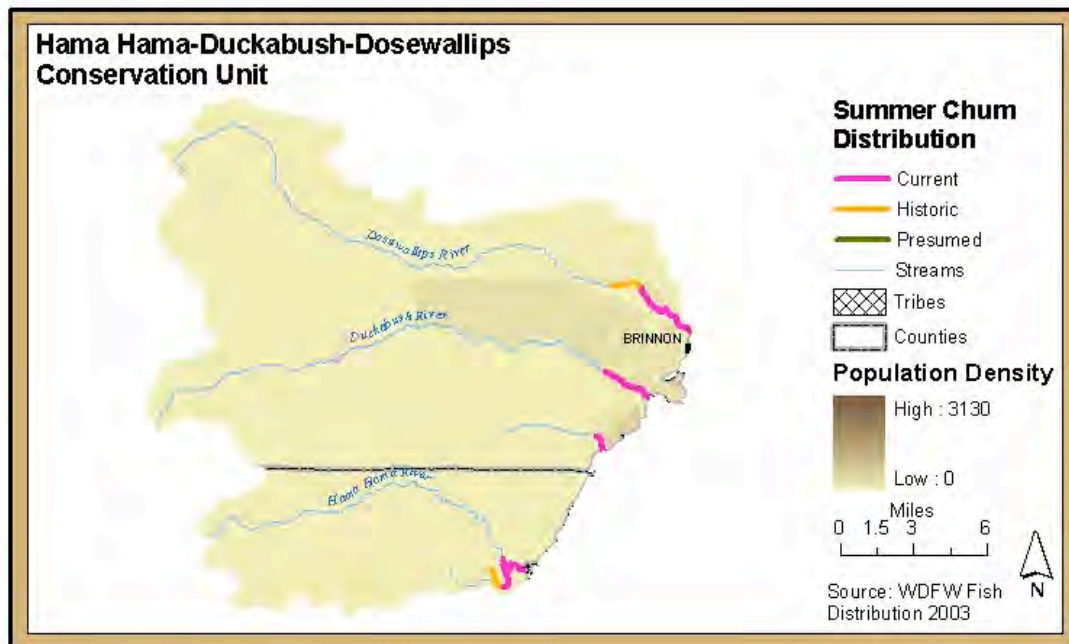 Hama Hama-Duckabush-Dosewallips
Conservation Unit
Dosewallips River
Duckabush River
BRINNON
Hama Hama River
Summer Chum
Distribution
Current
Historic
Presumed
Streams
Tribes
Counties
Population Density
High : 3130
Low : 0
Miles
0 1.5 3 6
N
Source: WDFW Fish
Distribution 2003